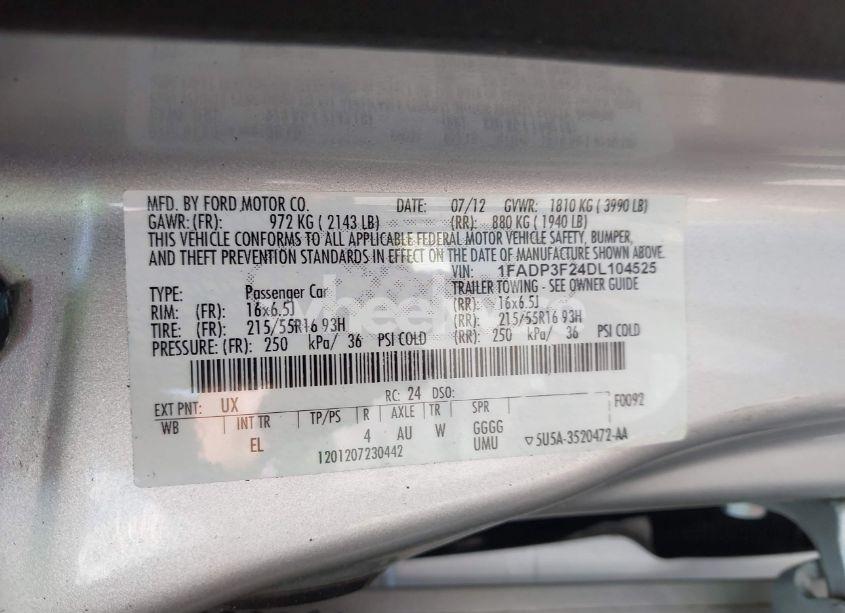 MFD. BY FORD MOTOR CO. DATE: 07/12 GVWR: 1810 KG ( 3990 LB)
GAWR: (FR): 972 KG ( 2143 LB) (RR): 880 KG ( 1940 LB)
THIS VEHICLE CONFORMS TO ALL APPLICABLE FEDERAL MOTOR VEHICLE SAFETY, BUMPER,
AND THEFT PREVENTION STANDARDS IN EFFECT ON THE DATE OF MANUFACTURE SHOWN ABOVE.
VIN: 1FADP3F24DL104525
TYPE: Passenger Car TRAILER TOWING - SEE OWNER GUIDE
RIM: (FR): 16x6.5J (RR): 16x6.5J
TIRE: (FR): 215/55R16 93H (RR): 215/55R16 93H
PRESSURE: (FR): 250 kPa/ 36 PSI COLD (RR): 250 kPa/ 36 PSI COLD
EXT PNT: UX RC: 24 DSO: F0092
WB INT TR TP/PS R AXLE TR SPR
EL 4 AU W GGGG
UMU
1201207230442 ▽5U5A-3520472-AA